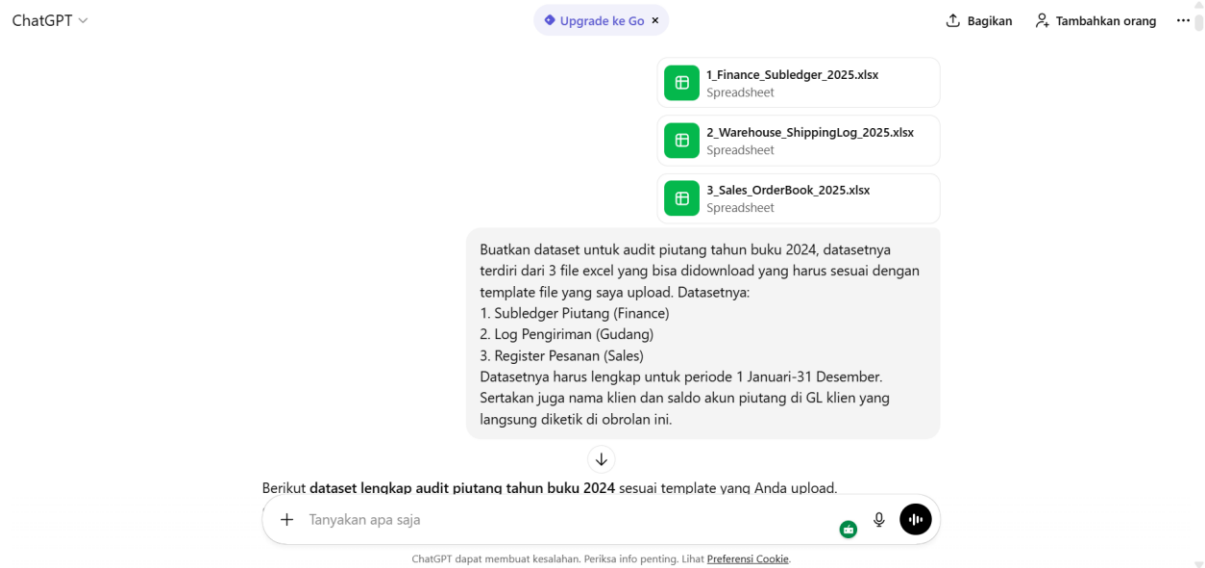 ChatGPT
Upgrade ke Go ×
Bagikan
Tambahkan orang
1_Finance_Subledger_2025.xlsx
Spreadsheet
2_Warehouse_ShippingLog_2025.xlsx
Spreadsheet
3_Sales_OrderBook_2025.xlsx
Spreadsheet
Buatkan dataset untuk audit piutang tahun buku 2024, datasetnya
terdiri dari 3 file excel yang bisa didownload yang harus sesuai dengan
template file yang saya upload. Datasetnya:
1. Subledger Piutang (Finance)
2. Log Pengiriman (Gudang)
3. Register Pesanan (Sales)
Datasetnya harus lengkap untuk periode 1 Januari-31 Desember.
Sertakan juga nama klien dan saldo akun piutang di GL klien yang
langsung diketik di obrolan ini.
Berikut dataset lengkap audit piutang tahun buku 2024 sesuai template yang Anda upload.
Tanyakan apa saja
ChatGPT dapat membuat kesalahan. Periksa info penting. Lihat Preferensi Cookie.